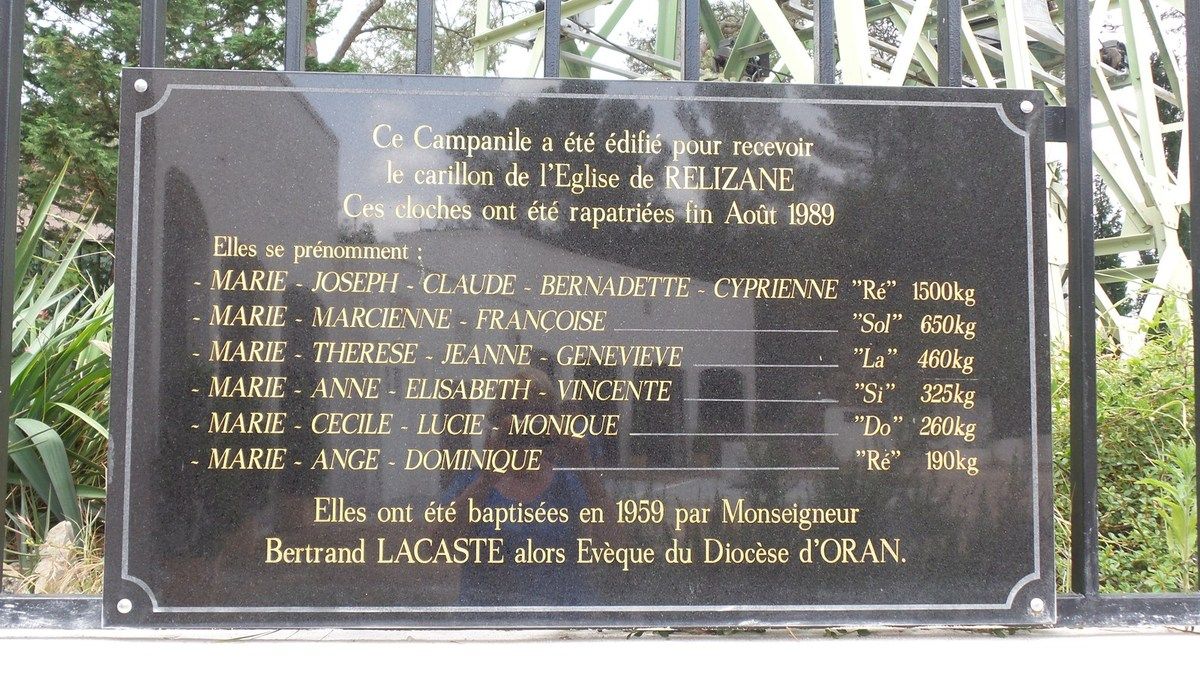 Ce Campanile a été édifié pour recevoir
le carillon de l'Eglise de RELIZANE
Ces cloches ont été rapatriées fin Août 1989
Elles se prénomment :
- MARIE - JOSEPH - CLAUDE - BERNADETTE - CYPRIENNE "Ré" 1500kg
- MARIE - MARCIENNE - FRANÇOISE "Sol" 650kg
- MARIE - THERESE - JEANNE - GENEVIEVE "La" 460kg
- MARIE - ANNE - ELISABETH - VINCENTE "Si" 325kg
- MARIE - CECILE - LUCIE - MONIQUE "Do" 260kg
- MARIE - ANGE - DOMINIQUE "Ré" 190kg
Elles ont été baptisées en 1959 par Monseigneur
Bertrand LACASTE alors Evèque du Diocèse d'ORAN.